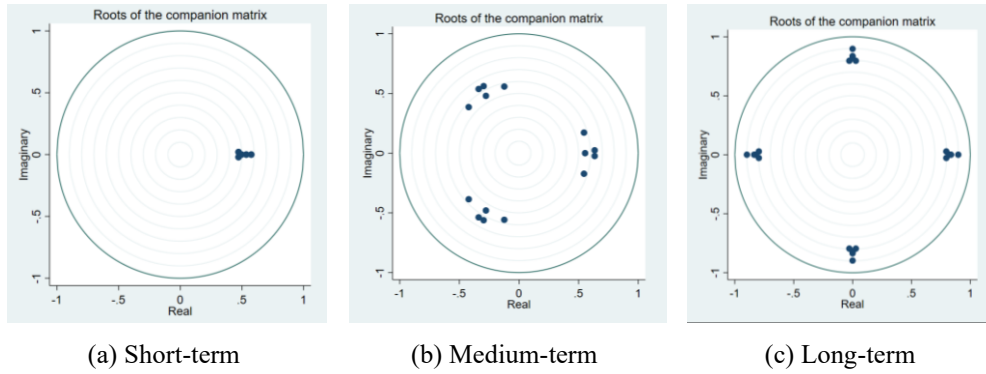 Roots of the companion matrix
Imaginary
1
.5
0
-.5
-1
-1
-.5
0
.5
1
Real
(a) Short-term
Roots of the companion matrix
Imaginary
1
.5
0
-.5
-1
-1
-.5
0
.5
1
Real
(b) Medium-term
Roots of the companion matrix
Imaginary
1
.5
0
-.5
-1
-1
-.5
0
.5
1
Real
(c) Long-term